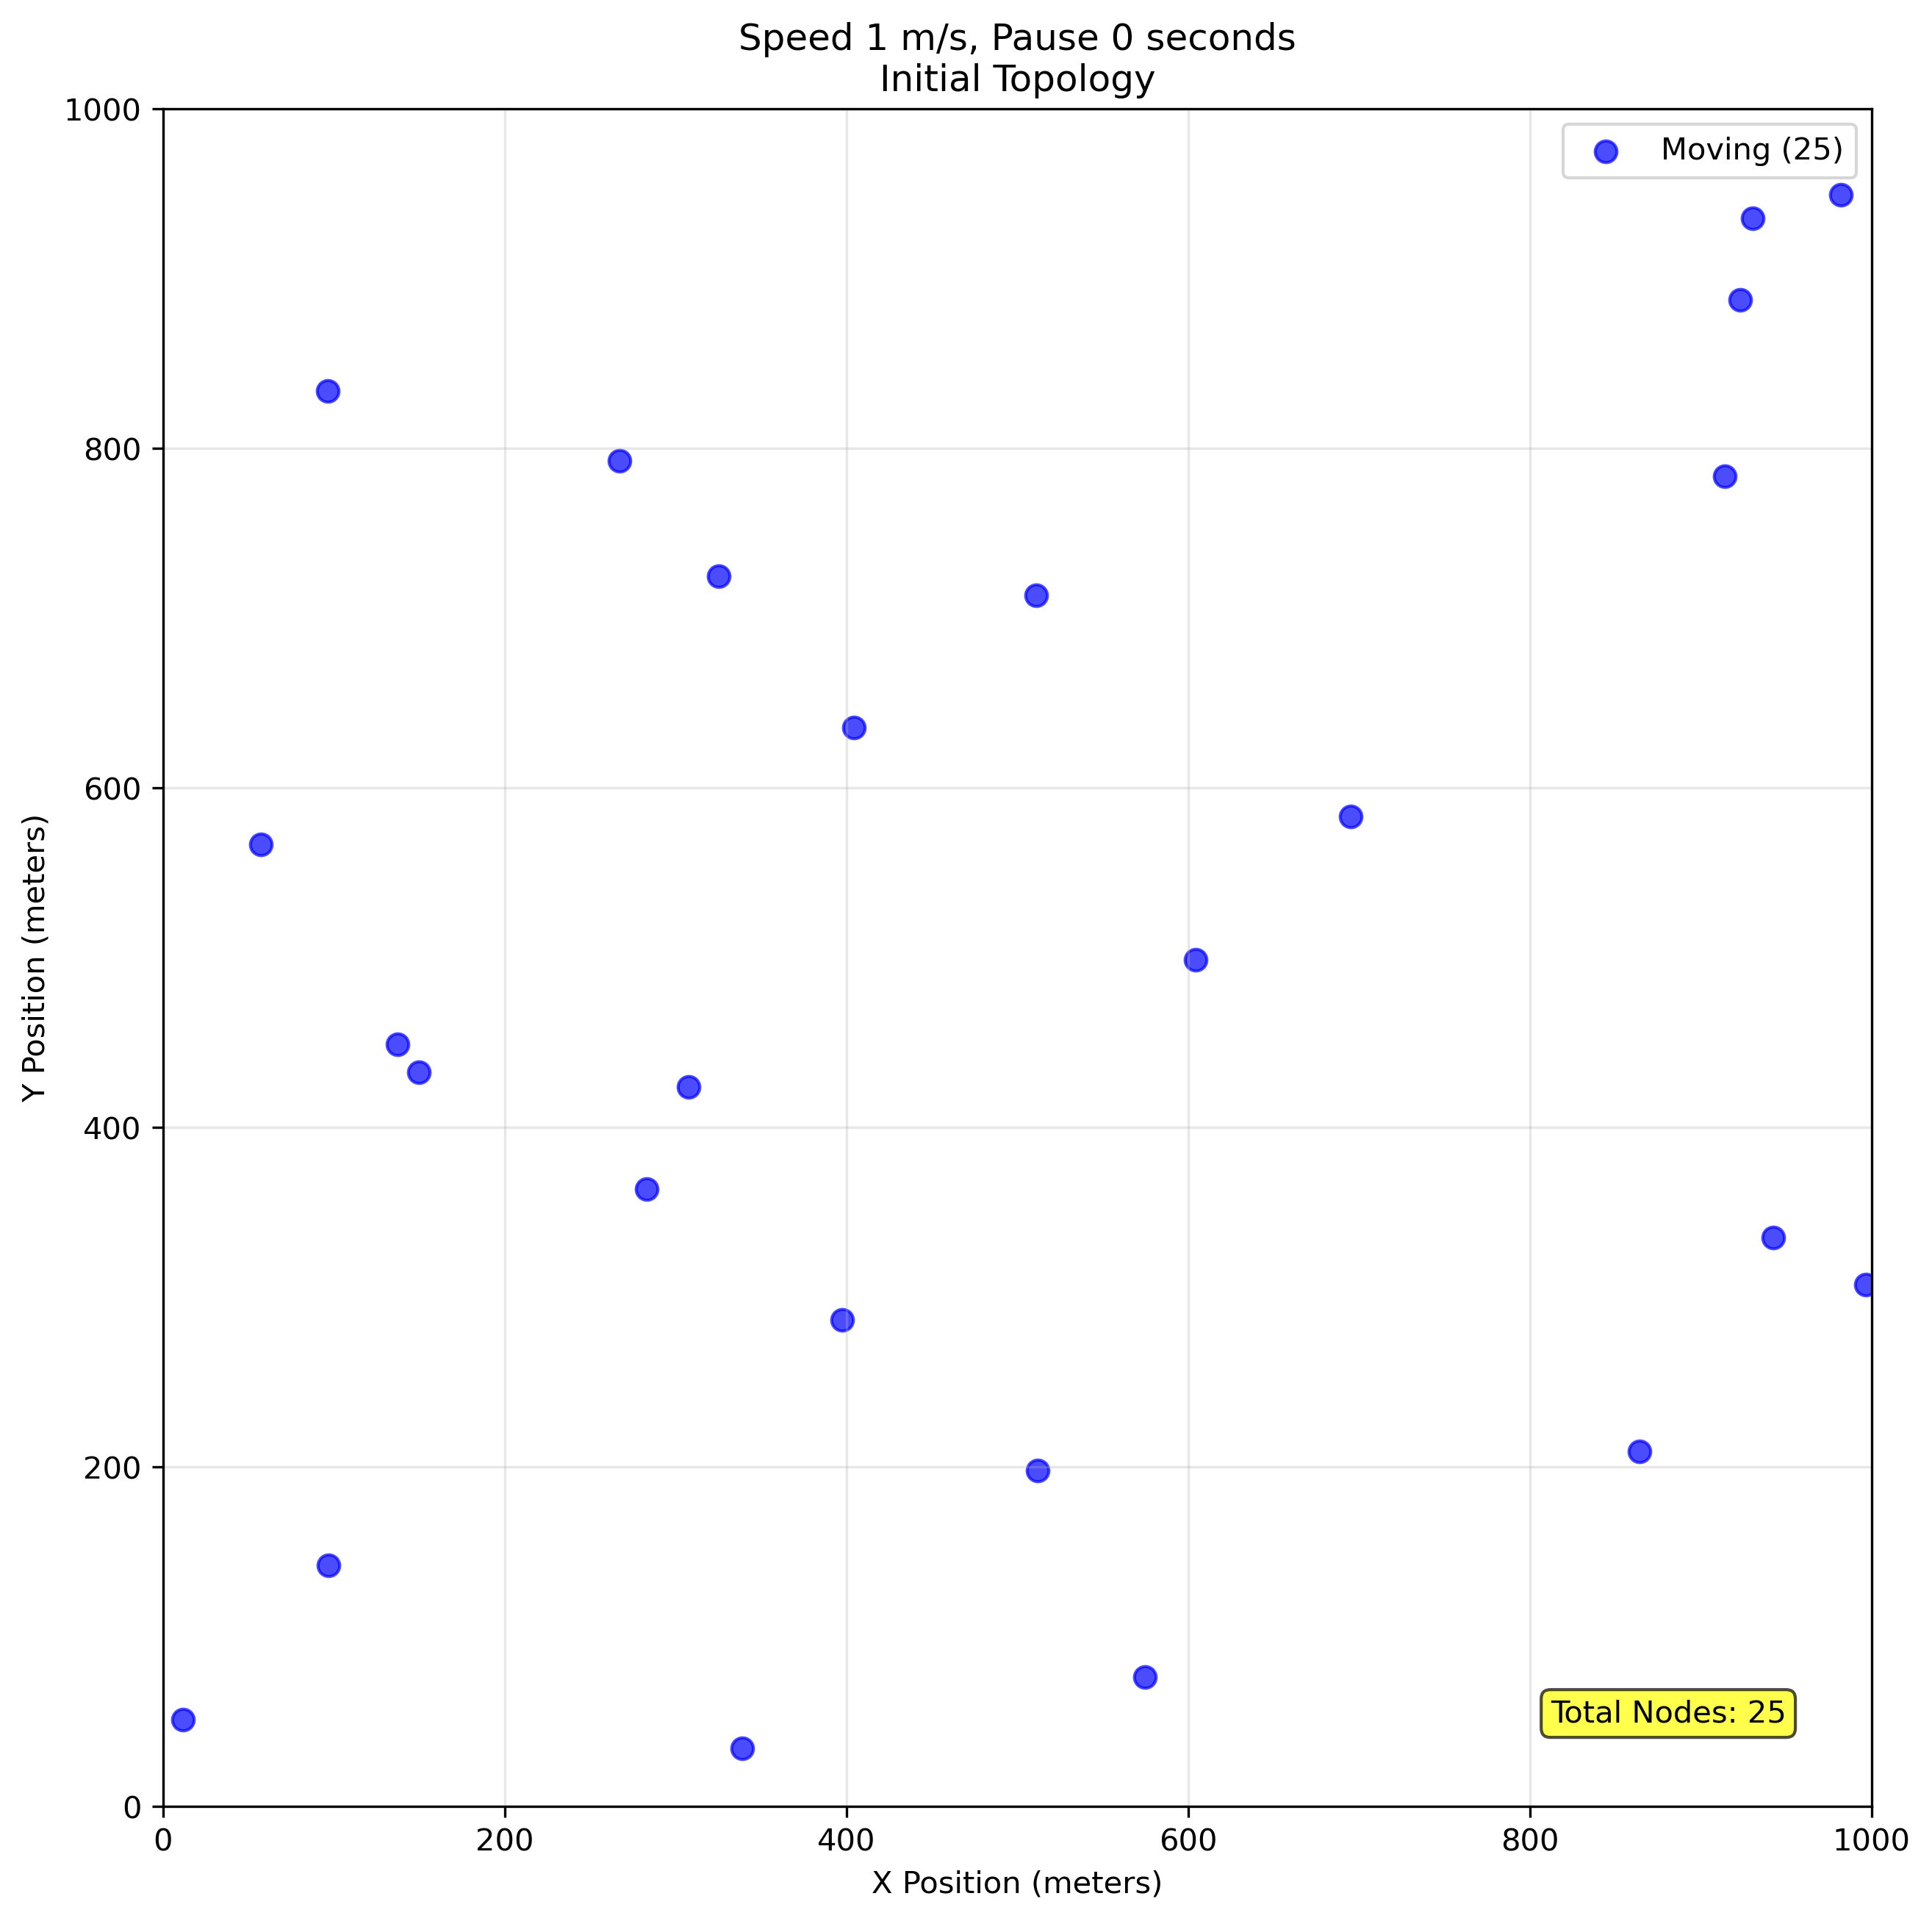 Speed 1 m/s, Pause 0 seconds
Initial Topology
Moving (25)
1000
800
600
400
200
0
Y Position (meters)
Total Nodes: 25
0 200 400 600 800 1000
X Position (meters)